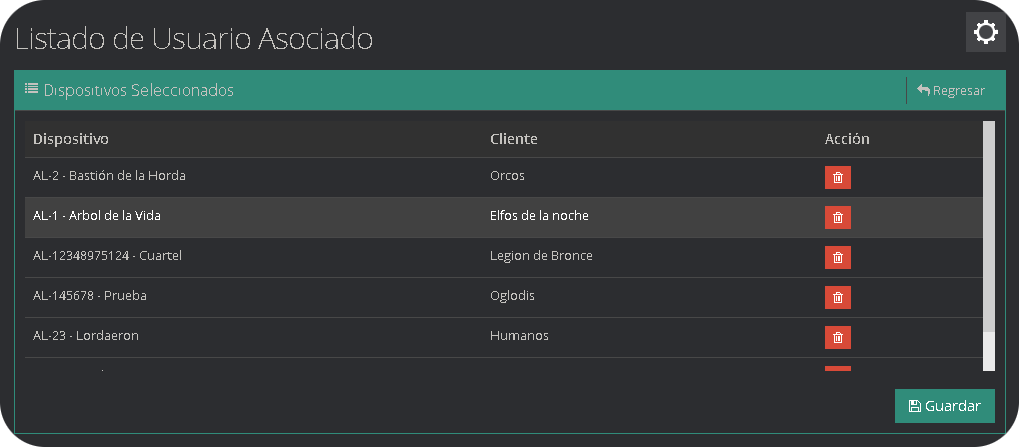 Listado de Usuario Asociado
Dispositivos Seleccionados Regresar
Dispositivo Cliente Acción
AL-2 - Bastión de la Horda Orcos
AL-1 - Arbol de la Vida Elfos de la noche
AL-12348975124 - Cuartel Legion de Bronce
AL-145678 - Prueba Oglodis
AL-23 - Lordaeron Humanos
Guardar